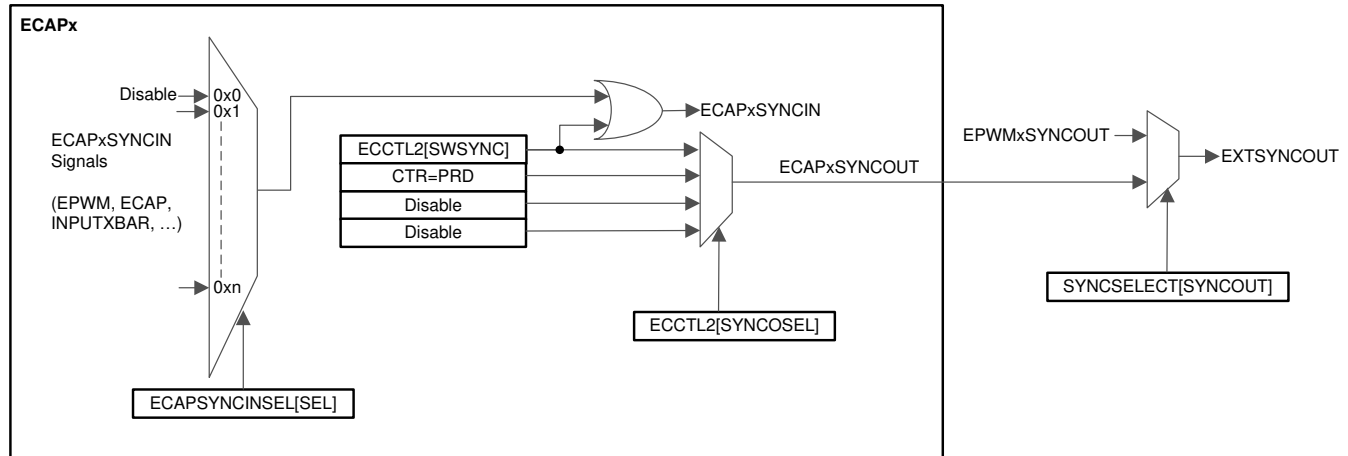 ECAPx
Disable
0x0
0x1
ECAPxSYNCIN
Signals
(EPWM, ECAP,
INPUTXBAR, …)
0xn
ECAPSYNCINSEL[SEL]
ECCTL2[SWSYNC]
CTR=PRD
Disable
Disable
ECAPxSYNCIN
ECAPxSYNCOUT
ECCTL2[SYNCOSEL]
EPWMxSYNCOUT
EXTSYNCOUT
SYNCSELECT[SYNCOUT]